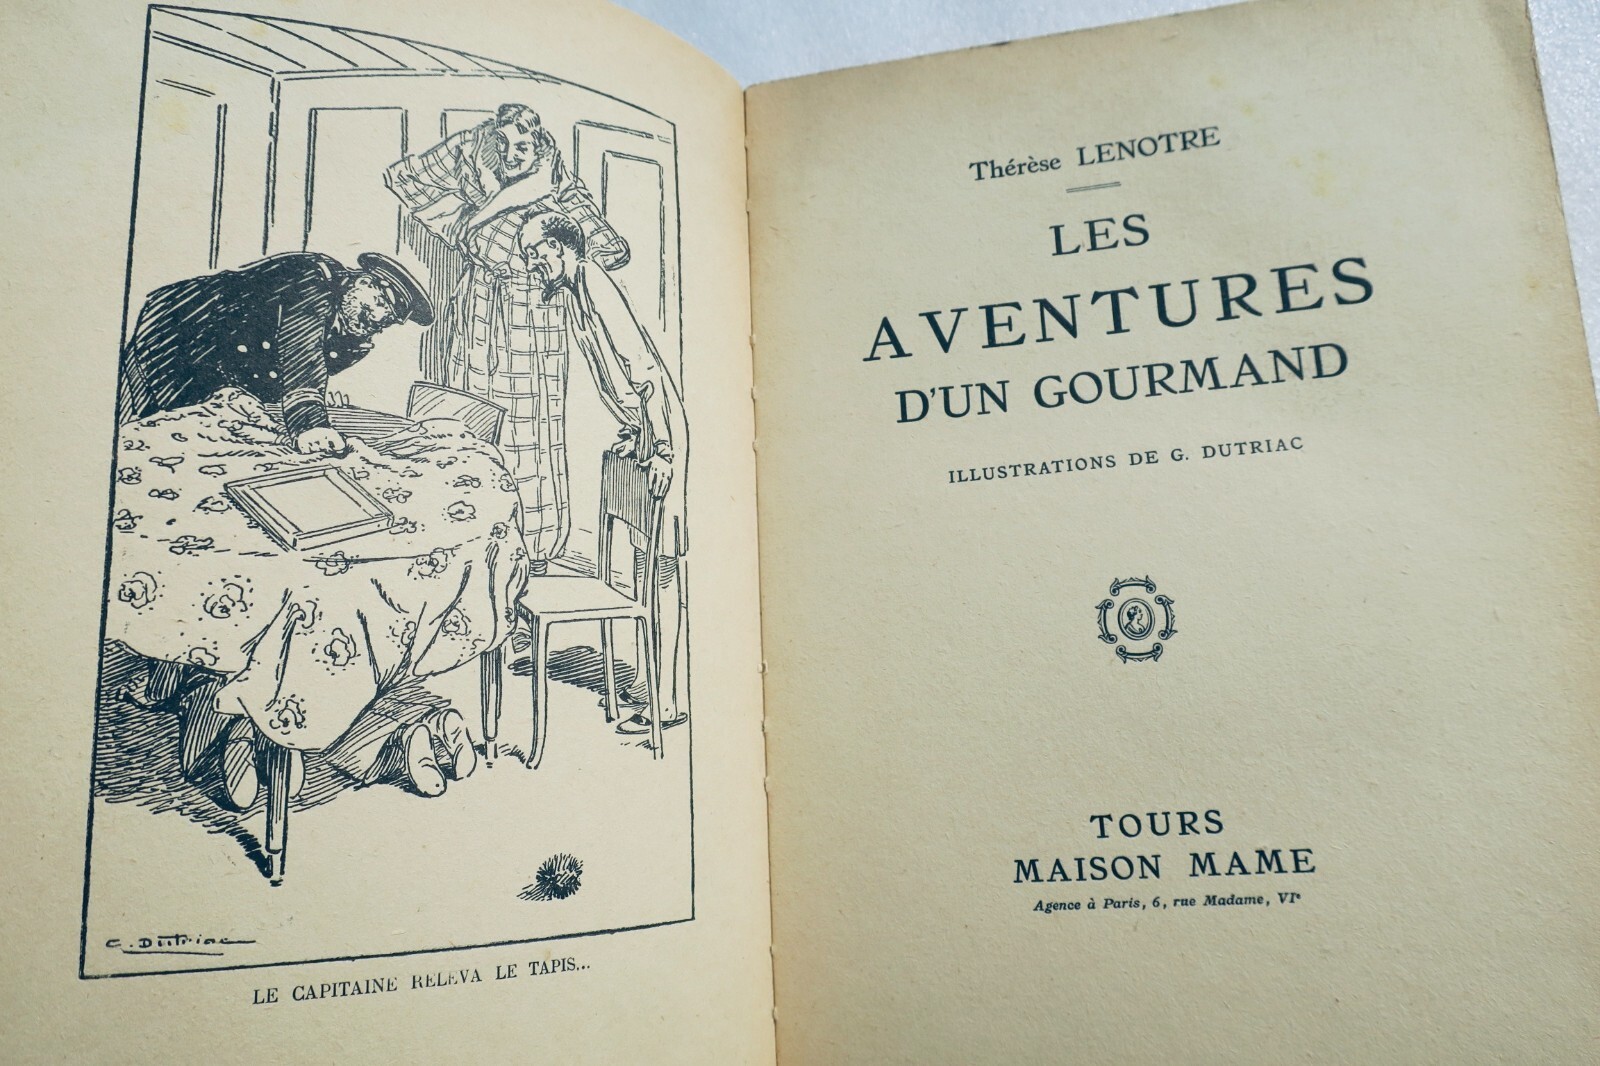 G. Dutriac
LE CAPITAINE RELEVA LE TAPIS...
Thérèse LENOTRE
LES
AVENTURES
D'UN GOURMAND
ILLUSTRATIONS DE G. DUTRIAC
TOURS
MAISON MAME
Agence à Paris, 6, rue Madame, VIe